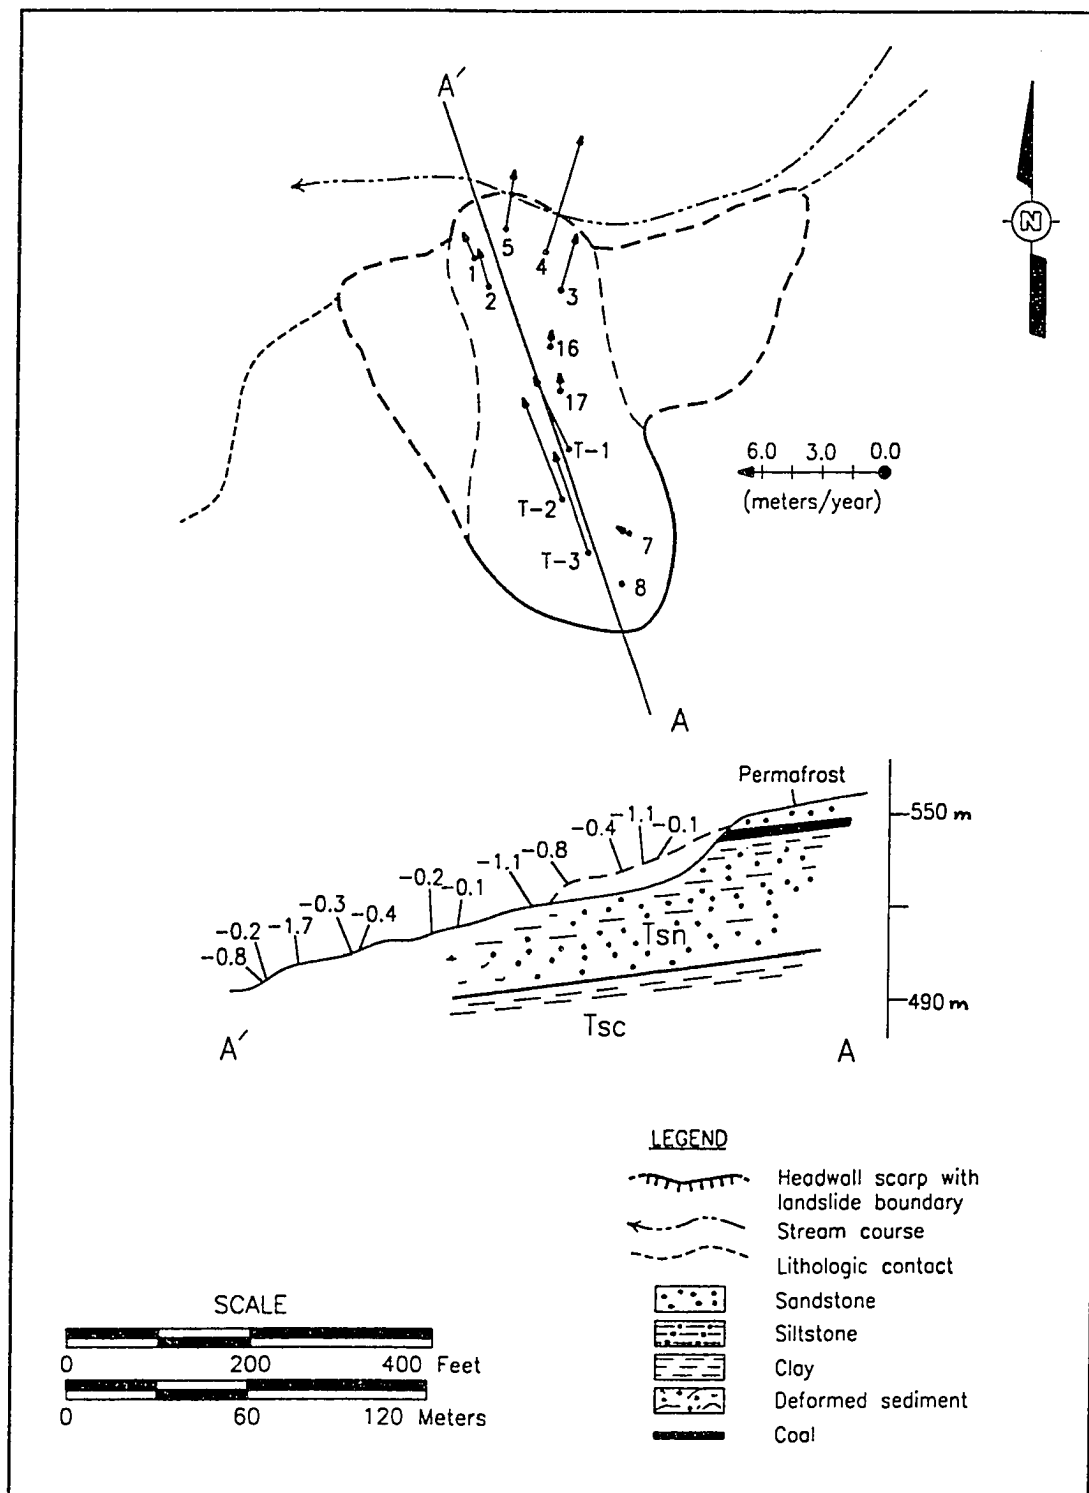 A′
N
5
4
1
2
3
16
17
6.0 3.0 0.0
(meters/year)
T-1
T-2
T-3
7
8
A
Permafrost
550 m
-1.1
-0.4
-0.1
-0.8
-1.1
-0.2
-0.1
-0.3
-0.4
-0.2
-1.7
-0.8
Tsn
490 m
Tsc
A′
A
LEGEND
Headwall scarp with
landslide boundary
Stream course
Lithologic contact
Sandstone
Siltstone
Clay
Deformed sediment
Coal
SCALE
0 200 400 Feet
0 60 120 Meters